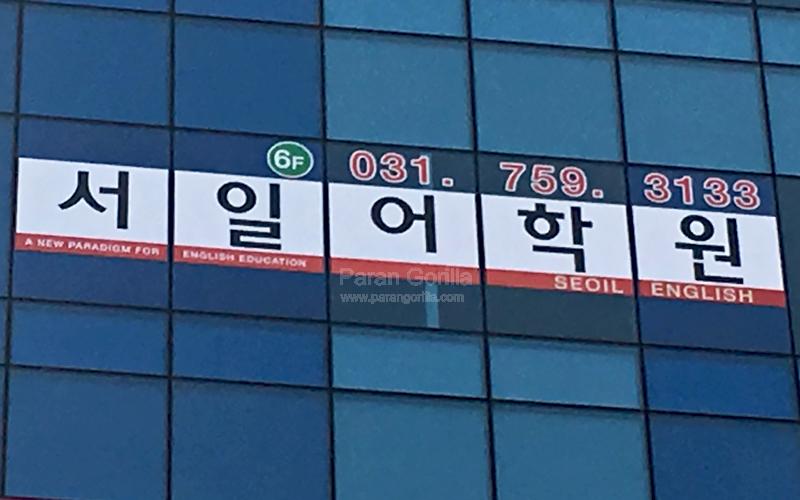 6F 031. 759. 3133
서일어학원
A NEW PARADIGM FOR ENGLISH EDUCATION
SEOIL ENGLISH
Paran Gorilla
www.parangorilla.com